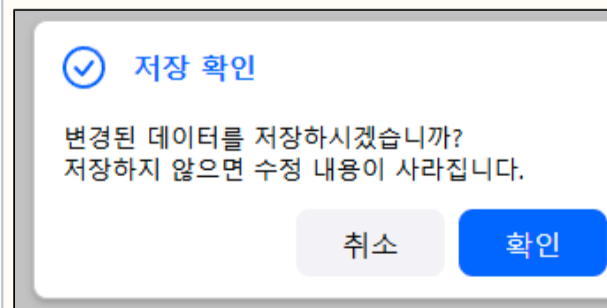 저장 확인
변경된 데이터를 저장하시겠습니까?
저장하지 않으면 수정 내용이 사라집니다.
취소
확인